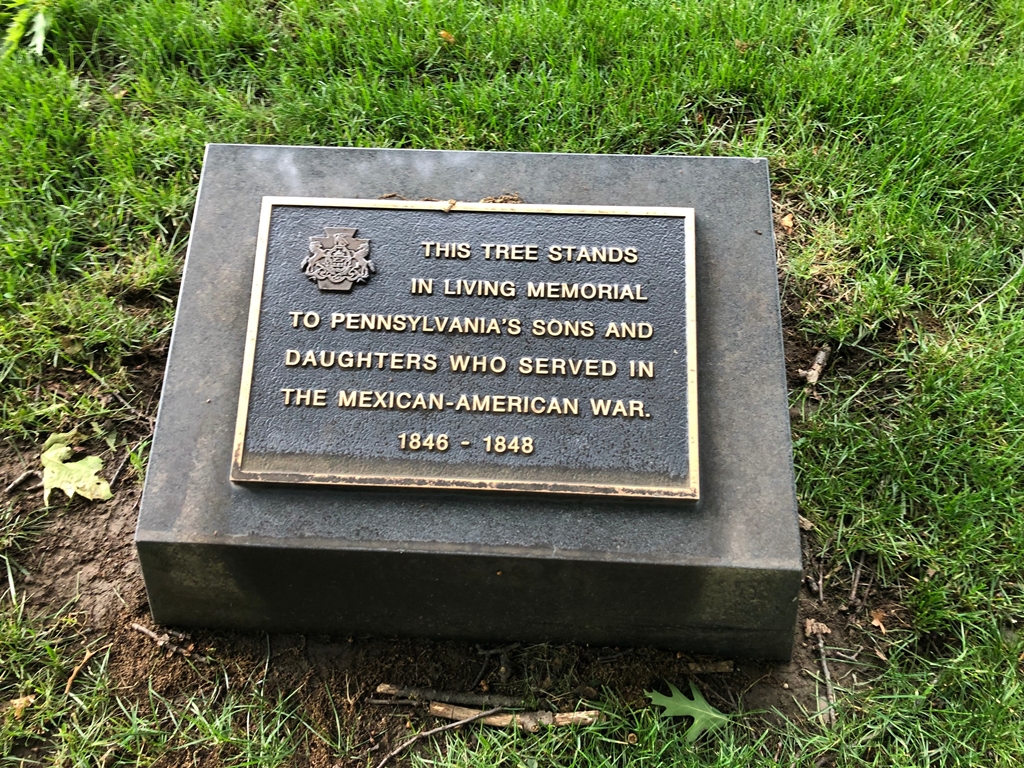 THIS TREE STANDS
IN LIVING MEMORIAL
TO PENNSYLVANIA'S SONS AND
DAUGHTERS WHO SERVED IN
THE MEXICAN-AMERICAN WAR.
1846 - 1848